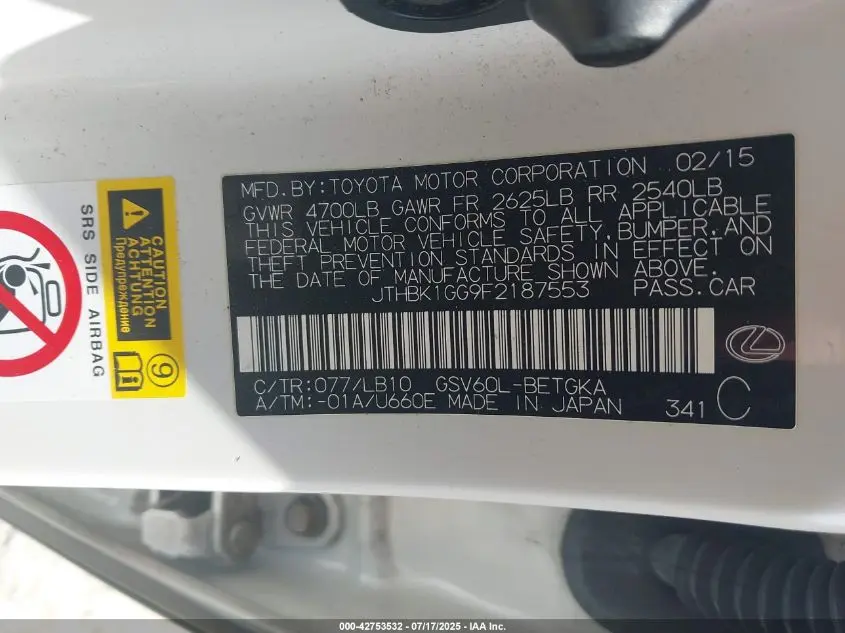 MFD. BY:TOYOTA MOTOR CORPORATION 02/15
GVWR 4700LB GAWR FR 2625LB RR 2540LB
THIS VEHICLE CONFORMS TO ALL APPLICABLE
FEDERAL MOTOR VEHICLE SAFETY, BUMPER, AND
THEFT PREVENTION STANDARDS IN EFFECT ON
THE DATE OF MANUFACTURE SHOWN ABOVE.
JTHBK1GG9F2187553 PASS.CAR
C/TR:077/LB10 GSV60L-BETGKA
A/TM:-01A/U660E MADE IN JAPAN 341 C
SRS SIDE AIRBAG
CAUTION
ATTENTION
ACHTUNG
Предупреждение
9
000-42753532 - 07/17/2025 - IAA Inc.